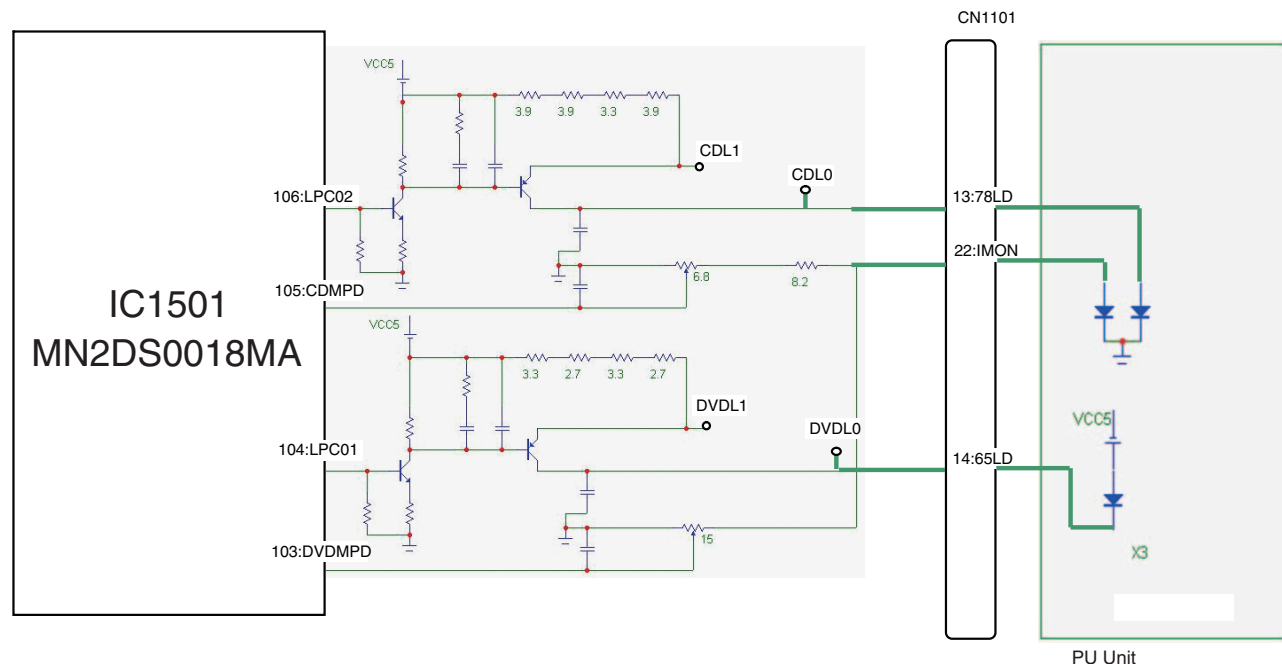 CN1101
VCC5
3.9 3.9 3.3 3.9
CDL1
CDL0
106:LPC02
13:78LD
22:IMON
6.8
8.2
105:CDMPD
IC1501
MN2DS0018MA
VCC5
3.3 2.7 3.3 2.7
DVDL1
DVDL0
VCC5
104:LPC01
14:65LD
15
103:DVDMPD
X3
PU Unit